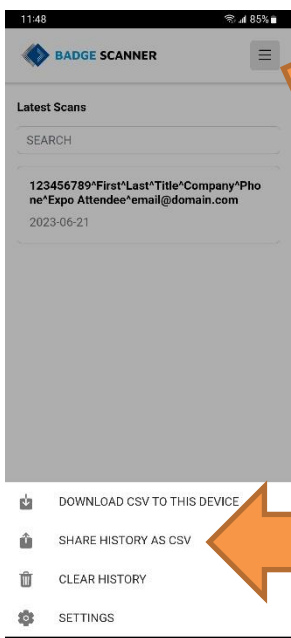 11:48
85%
BADGE SCANNER
Latest Scans
SEARCH
123456789^First^Last^Title^Company^Pho
ne^Expo Attendee^email@domain.com
2023-06-21
DOWNLOAD CSV TO THIS DEVICE
SHARE HISTORY AS CSV
CLEAR HISTORY
SETTINGS